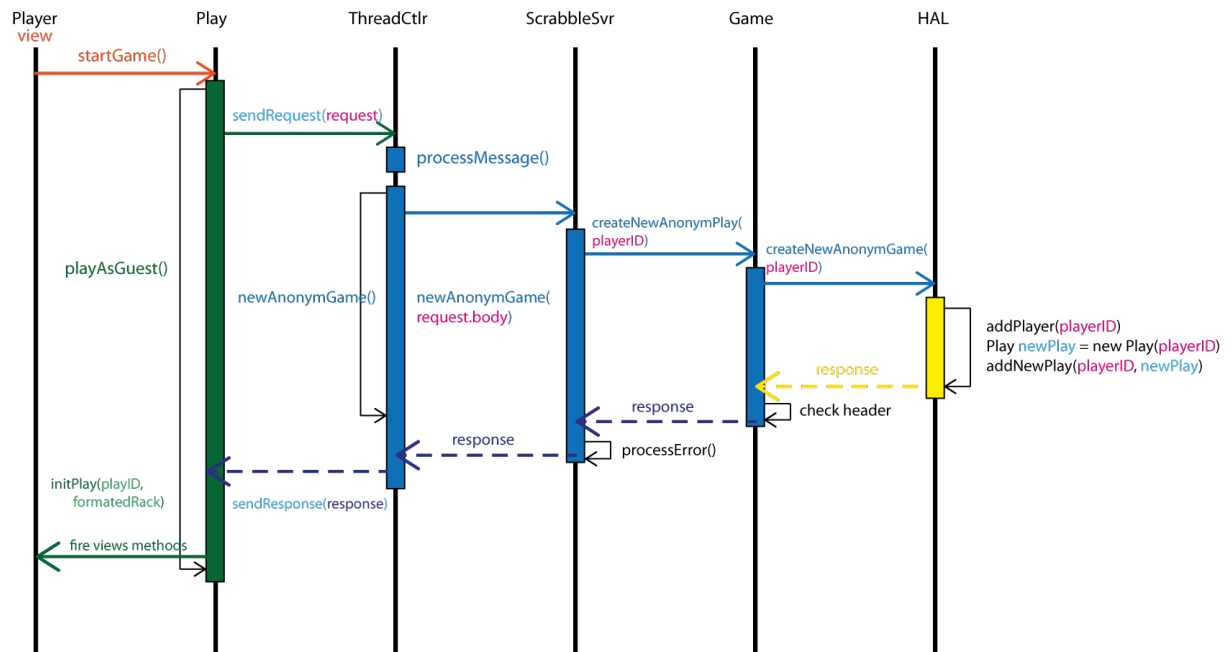 Player
view
Play
ThreadCtlr
ScrabbleSvr
Game
HAL
startGame()
sendRequest(request)
processMessage()
createNewAnonymPlay(
playerID)
createNewAnonymGame(
playerID)
playAsGuest()
newAnonymGame()
newAnonymGame(
request.body)
addPlayer(playerID)
Play newPlay = new Play(playerID)
addNewPlay(playerID, newPlay)
response
response
check header
response
processError()
initPlay(playID,
formatedRack)
sendResponse(response)
fire views methods